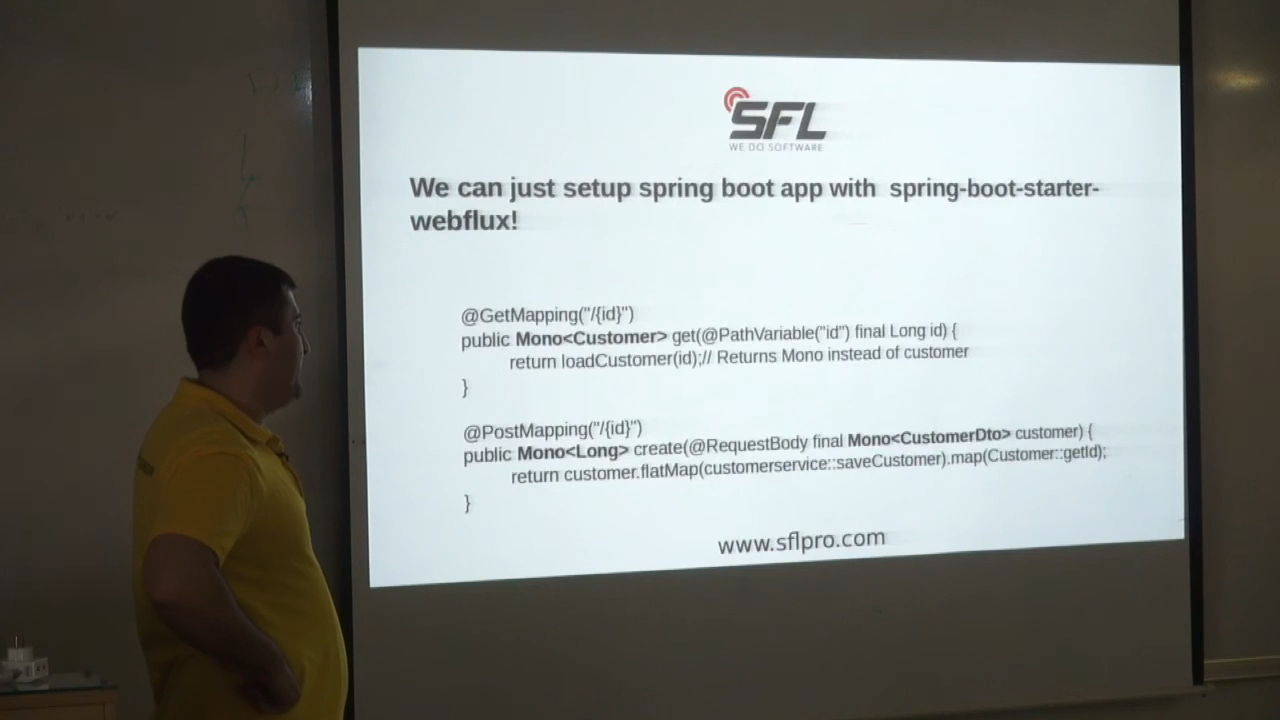 SFL
WE DO SOFTWARE
We can just setup spring boot app with  spring-boot-starter-
webflux!
@GetMapping("/{id}")
public Mono<Customer> get(@PathVariable("id") final Long id) {
return loadCustomer(id);// Returns Mono instead of customer
}
@PostMapping("/{id}")
public Mono<Long> create(@RequestBody final Mono<CustomerDto> customer) {
return customer.flatMap(customerservice::saveCustomer).map(Customer::getId);
}
www.sflpro.com